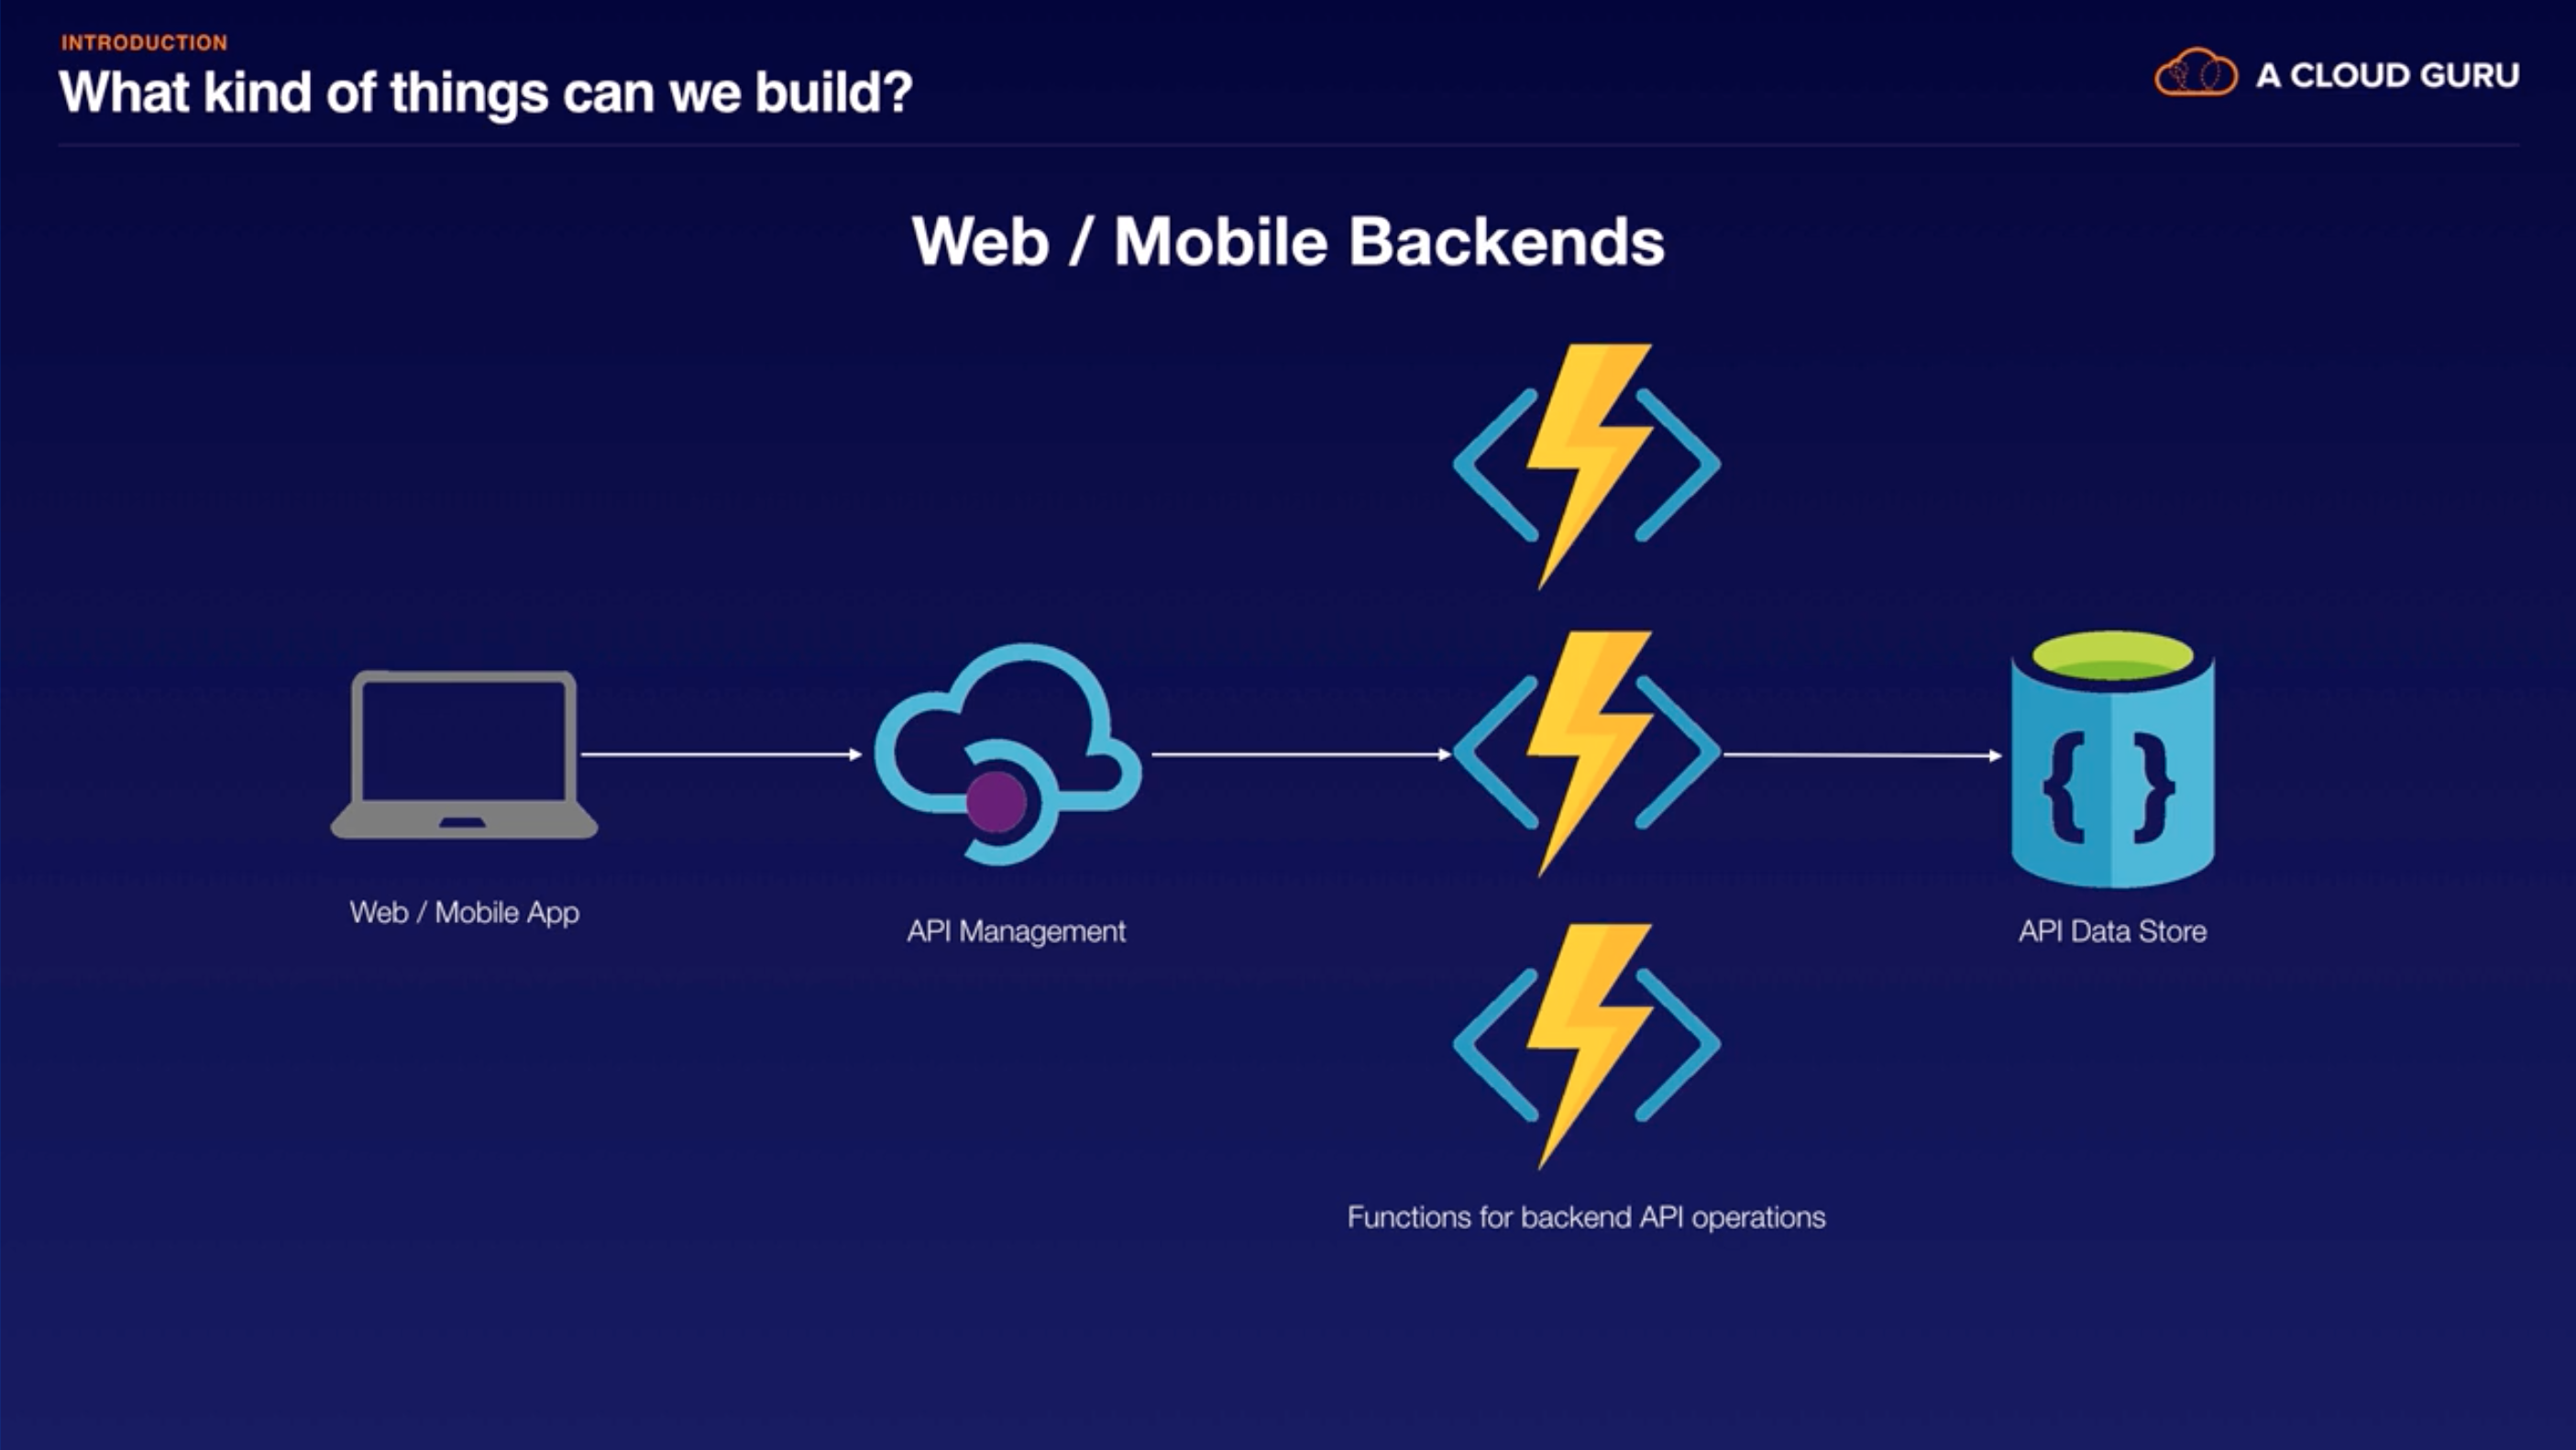 INTRODUCTION
What kind of things can we build?
A CLOUD GURU
Web / Mobile Backends
{ }
Web / Mobile App
API Management
API Data Store
Functions for backend API operations